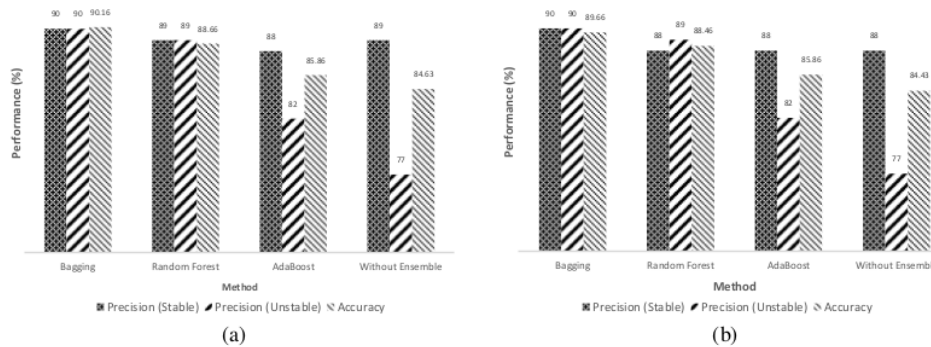 90 90 90.16
89 89 88.66
88
82
85.86
89
77
84.63
Performance (%)
Bagging Random Forest AdaBoost Without Ensemble
Method
Precision (Stable) Precision (Unstable) Accuracy
(a)
90 90 89.66
88 89 88.46
88
82
85.86
88
77
84.43
Performance (%)
Bagging Random Forest AdaBoost Without Ensembl
Method
Precision (Stable) Precision (Unstable) Accuracy
(b)